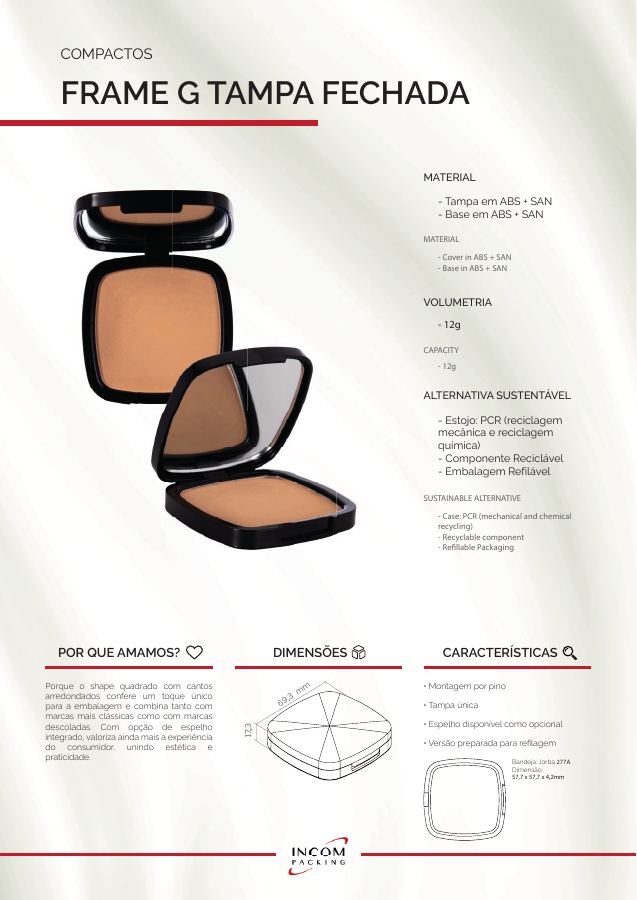 COMPACTOS
FRAME G TAMPA FECHADA
MATERIAL
- Tampa em ABS + SAN
- Base em ABS + SAN
MATERIAL
- Cover in ABS + SAN
- Base in ABS + SAN
VOLUMETRIA
- 12g
CAPACITY
- 12g
ALTERNATIVA SUSTENTÁVEL
- Estojo: PCR (reciclagem
mecânica e reciclagem
química)
- Componente Reciclável
- Embalagem Refilável
SUSTAINABLE ALTERNATIVE
- Case: PCR (mechanical and chemical
recycling)
- Recyclable component
- Refillable Packaging
POR QUE AMAMOS?
Porque o shape quadrado com cantos
arredondados confere um toque único
para a embalagem e combina tanto com
marcas mais clássicas como com marcas
descoladas. Com opção de espelho
integrado, valoriza ainda mais a experiência
do consumidor, unindo estética e
praticidade.
DIMENSÕES
69,3 mm
17,3
CARACTERÍSTICAS
• Montagem por pino
• Tampa única
• Espelho disponível como opcional
• Versão preparada para refilagem
Bandeja: Jorba 277A
Dimensão:
57,7 x 57,7 x 4,2mm
INCOM
PACKING